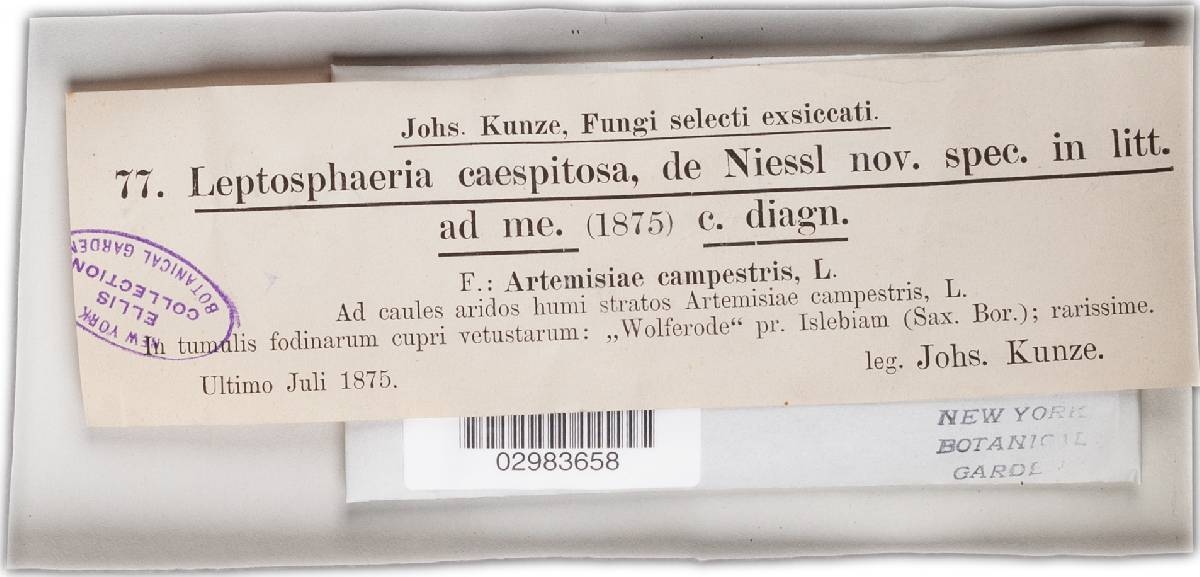 Johs. Kunze, Fungi selecti exsiccati.
77. Leptosphaeria caespitosa, de Niessl nov. spec. in litt.
ad me. (1875) c. diagn.
F.: Artemisiae campestris, L.
Ad caules aridos humi stratos Artemisiae campestris, L.
In tumulis fodinarum cupri vetustarum: „Wolferode“ pr. Islebiam (Sax. Bor.); rarissime.
Ultimo Juli 1875.
leg. Johs. Kunze.
NEW YORK
ELLIS
COLLECTION
BOTANICAL GARDEN
02983658
NEW YORK
BOTANICAL
GARDE